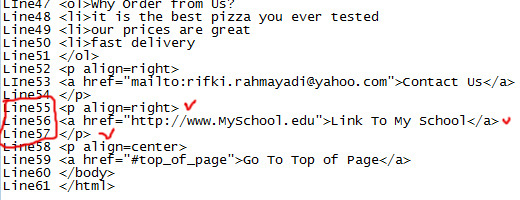 Line47 <ol>Why Order from Us?
Line48 <li>it is the best pizza you ever tested
Line49 <li>our prices are great
Line50 <li>fast delivery
Line51 </ol>
Line52 <p align=right>
Line53 <a href="mailto:rifki.rahmayadi@yahoo.com">Contact Us</a>
Line54 </p>
Line55 <p align=right>
Line56 <a href="http://www.MySchool.edu">Link To My School</a>
Line57 </p>
Line58 <p align=center>
Line59 <a href="#top_of_page">Go To Top of Page</a>
Line60 </body>
Line61 </html>